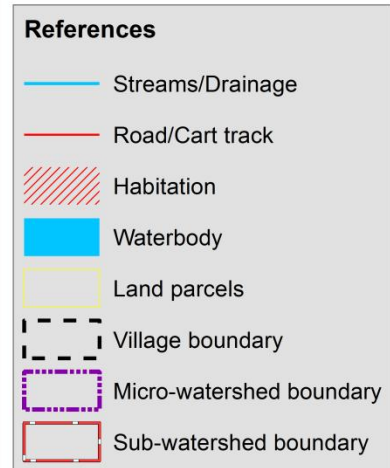 References
Streams/Drainage
Road/Cart track
Habitation
Waterbody
Land parcels
Village boundary
Micro-watershed boundary
Sub-watershed boundary